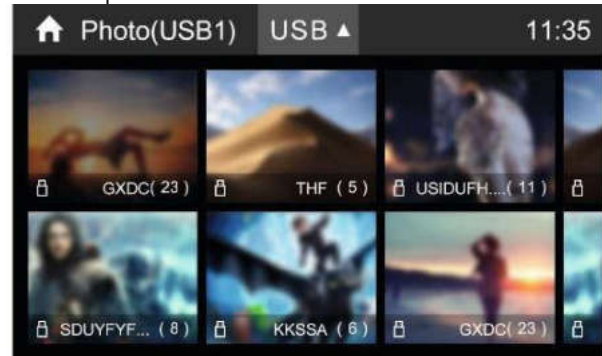 Photo(USB1) USB ▲ 11:35
GXDC( 23 ) THF ( 5 ) USIDUFH....( 11 )
SDUYFYF... ( 8 ) KKSSA ( 6 ) GXDC( 23 )